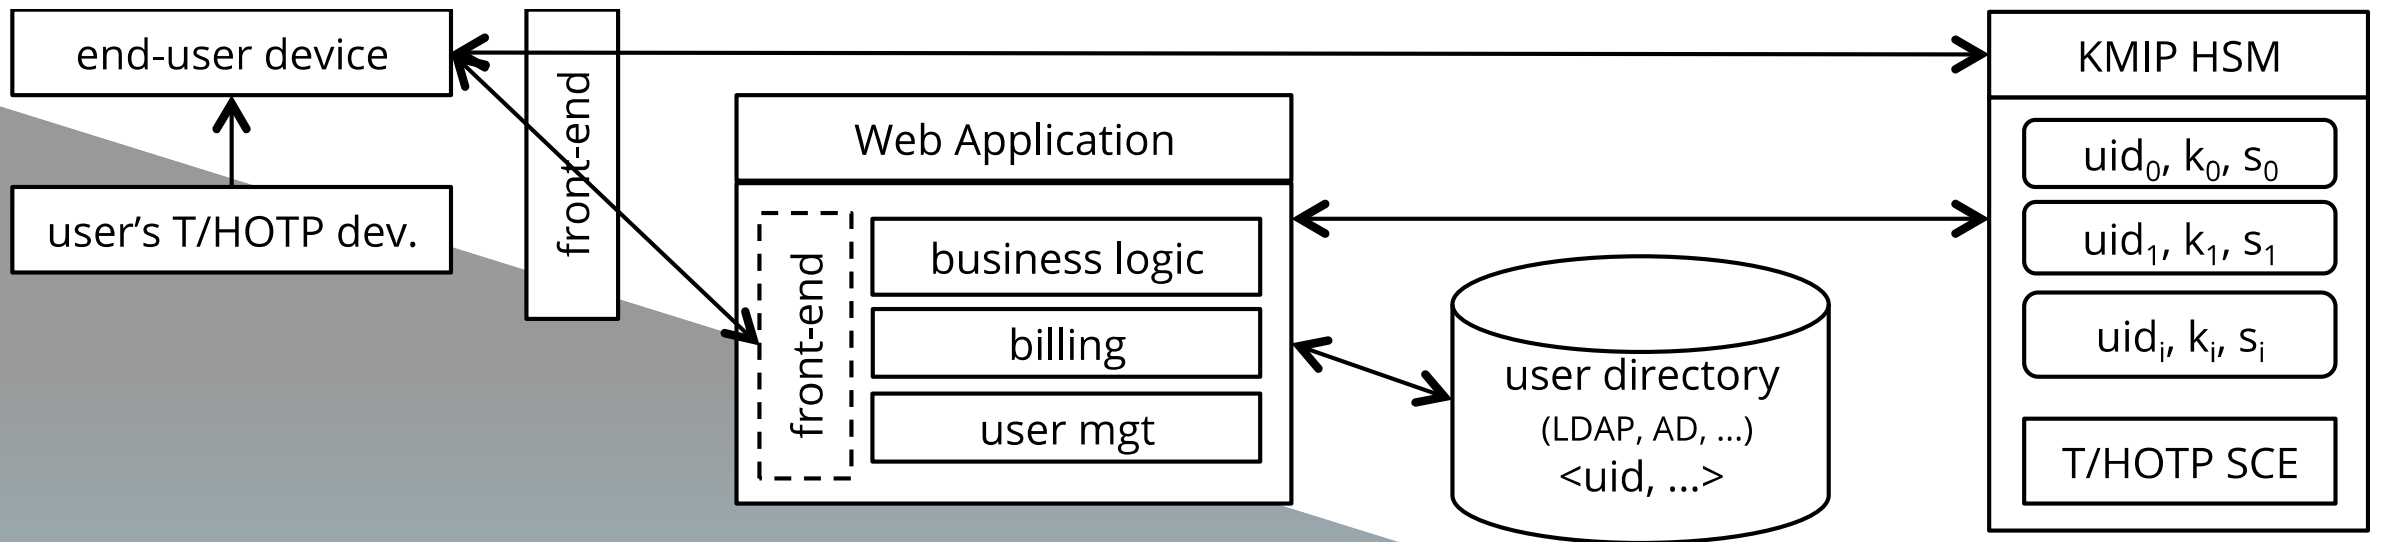 end-user device
user's T/HOTP dev.
front-end
Web Application
front-end
business logic
billing
user mgt
user directory
(LDAP, AD, ...)
<uid, ...>
KMIP HSM
uid₀, k₀, s₀
uid₁, k₁, s₁
uidᵢ, kᵢ, sᵢ
T/HOTP SCE